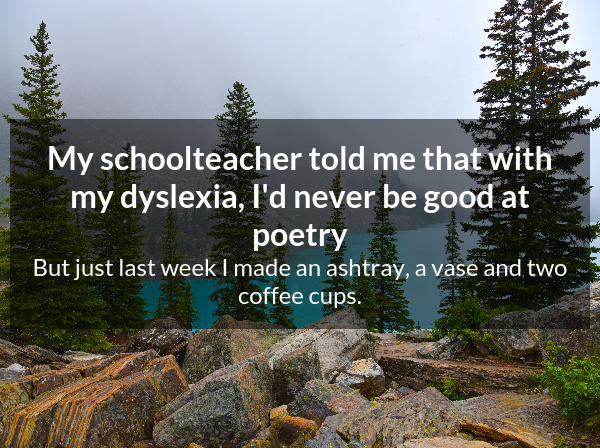 My schoolteacher told me that with
my dyslexia, I'd never be good at
poetry
But just last week I made an ashtray, a vase and two
coffee cups.